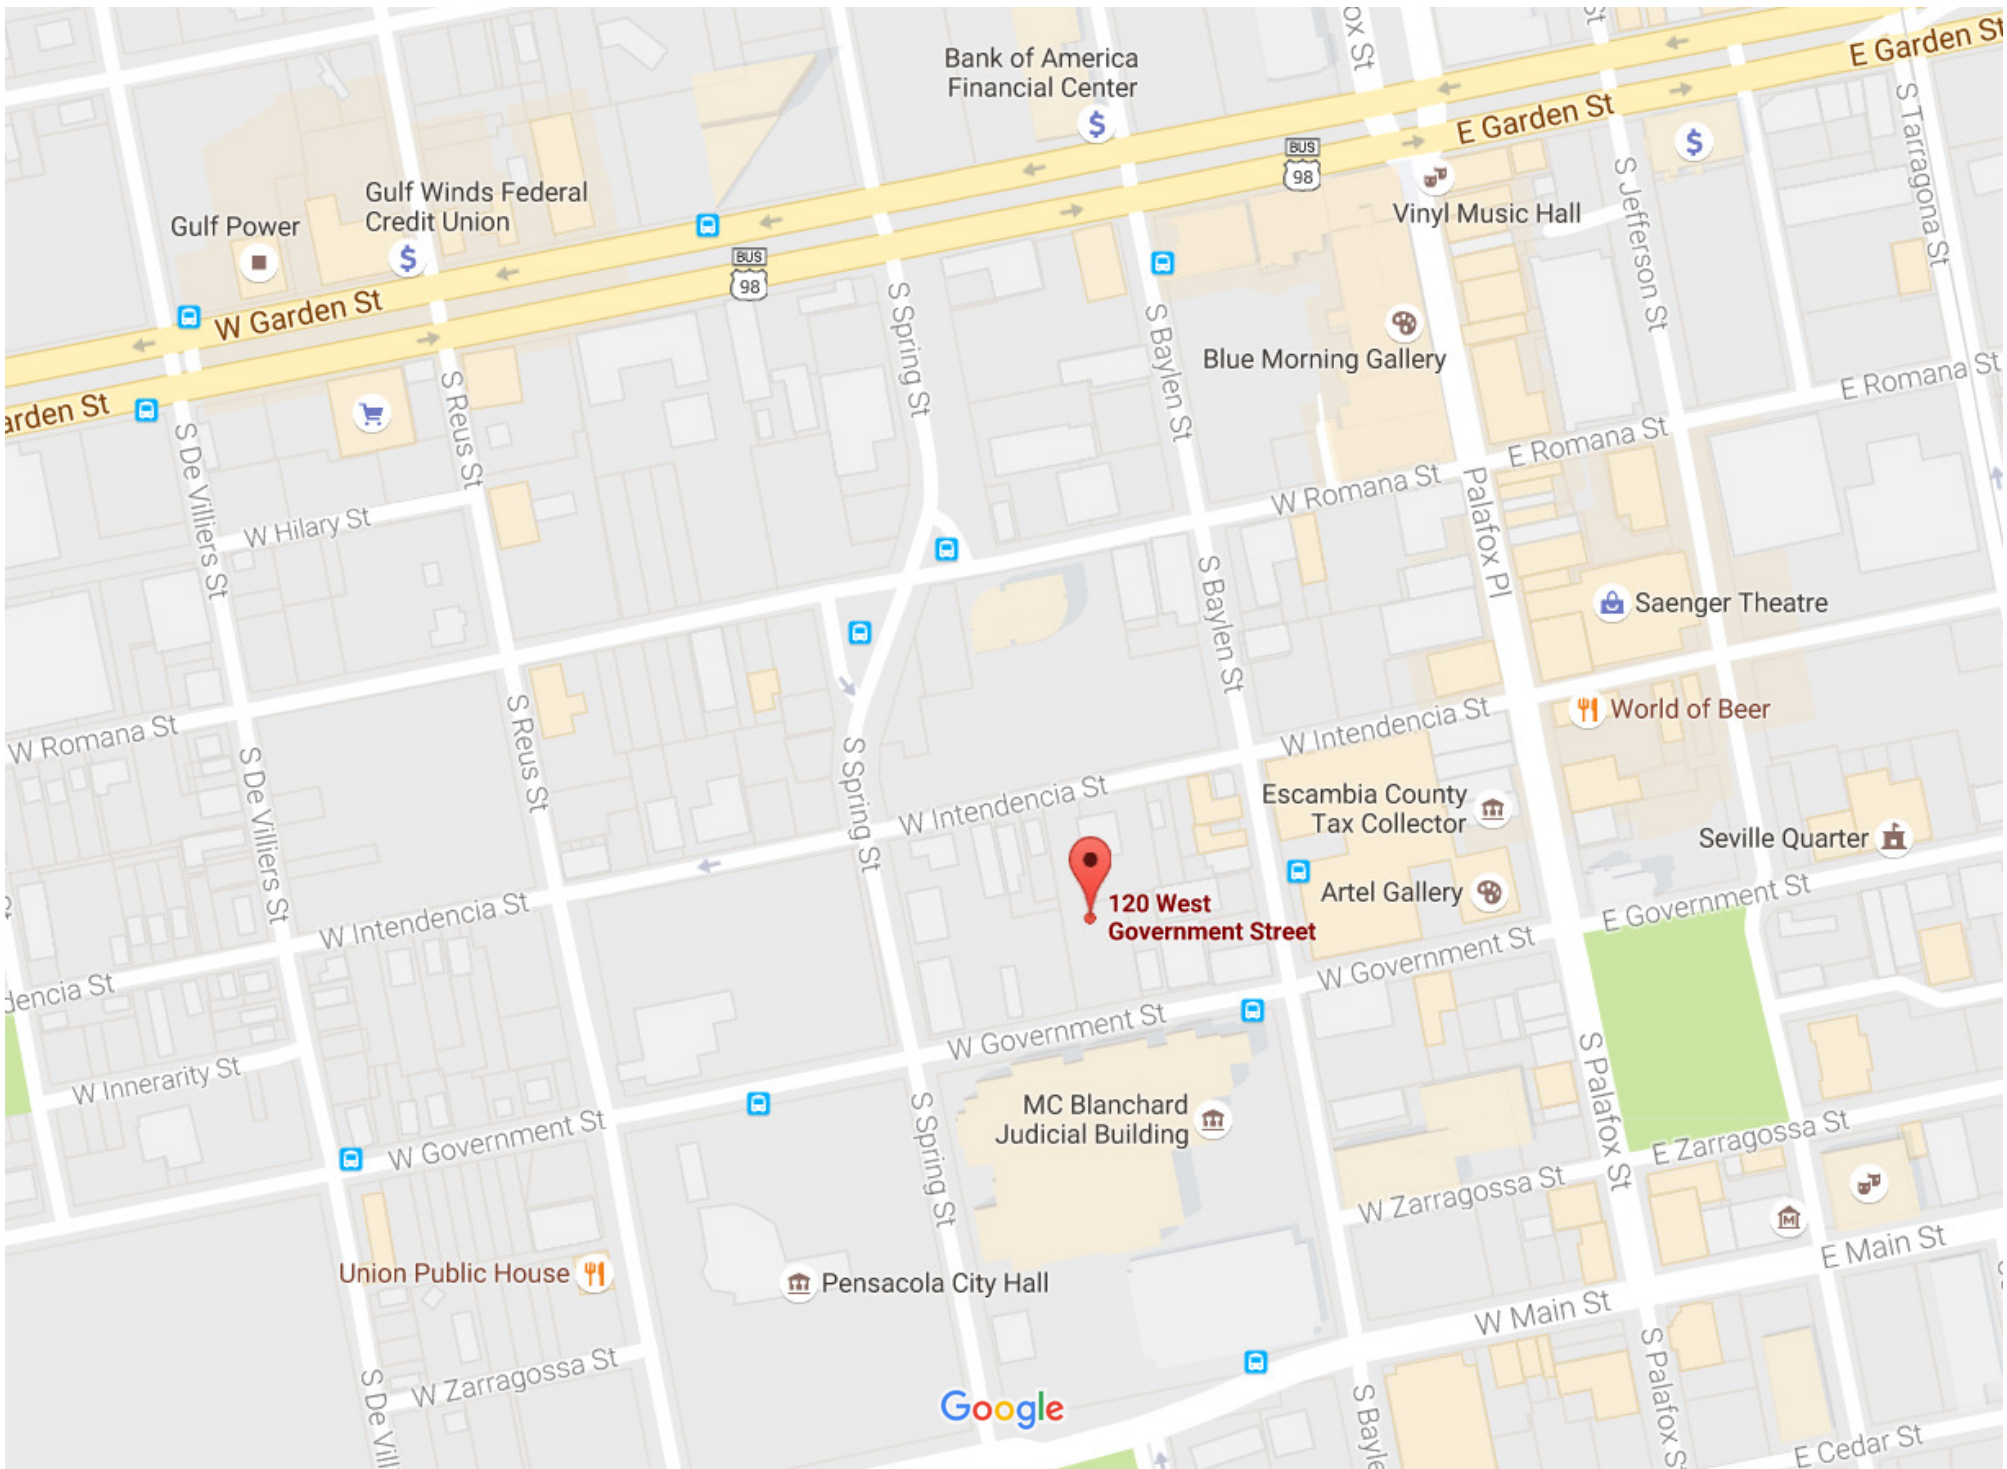 ox St
St
Bank of America
Financial Center
E Garden St
E Garden St
S Tarragona St
BUS
98
Vinyl Music Hall
S Jefferson St
Gulf Winds Federal
Credit Union
Gulf Power
BUS
98
W Garden St
S Spring St
S Baylen St
Blue Morning Gallery
E Romana St
arden St
S Reus St
S De Villiers St
E Romana St
W Romana St
Palafox Pl
W Hilary St
S Baylen St
Saenger Theatre
World of Beer
W Romana St
S Reus St
S De Villiers St
S Spring St
W Intendencia St
W Intendencia St
Escambia County
Tax Collector
Seville Quarter
Artel Gallery
E Government St
120 West
Government Street
W Intendencia St
W Government St
dencia St
W Government St
W Innerarity St
S Palafox St
MC Blanchard
Judicial Building
S Spring St
W Government St
E Zarragossa St
W Zarragossa St
M
E Main St
Union Public House
Pensacola City Hall
W Main St
W Zarragossa St
S De Vill
Google
S Bayle
S Palafox S
E Cedar St